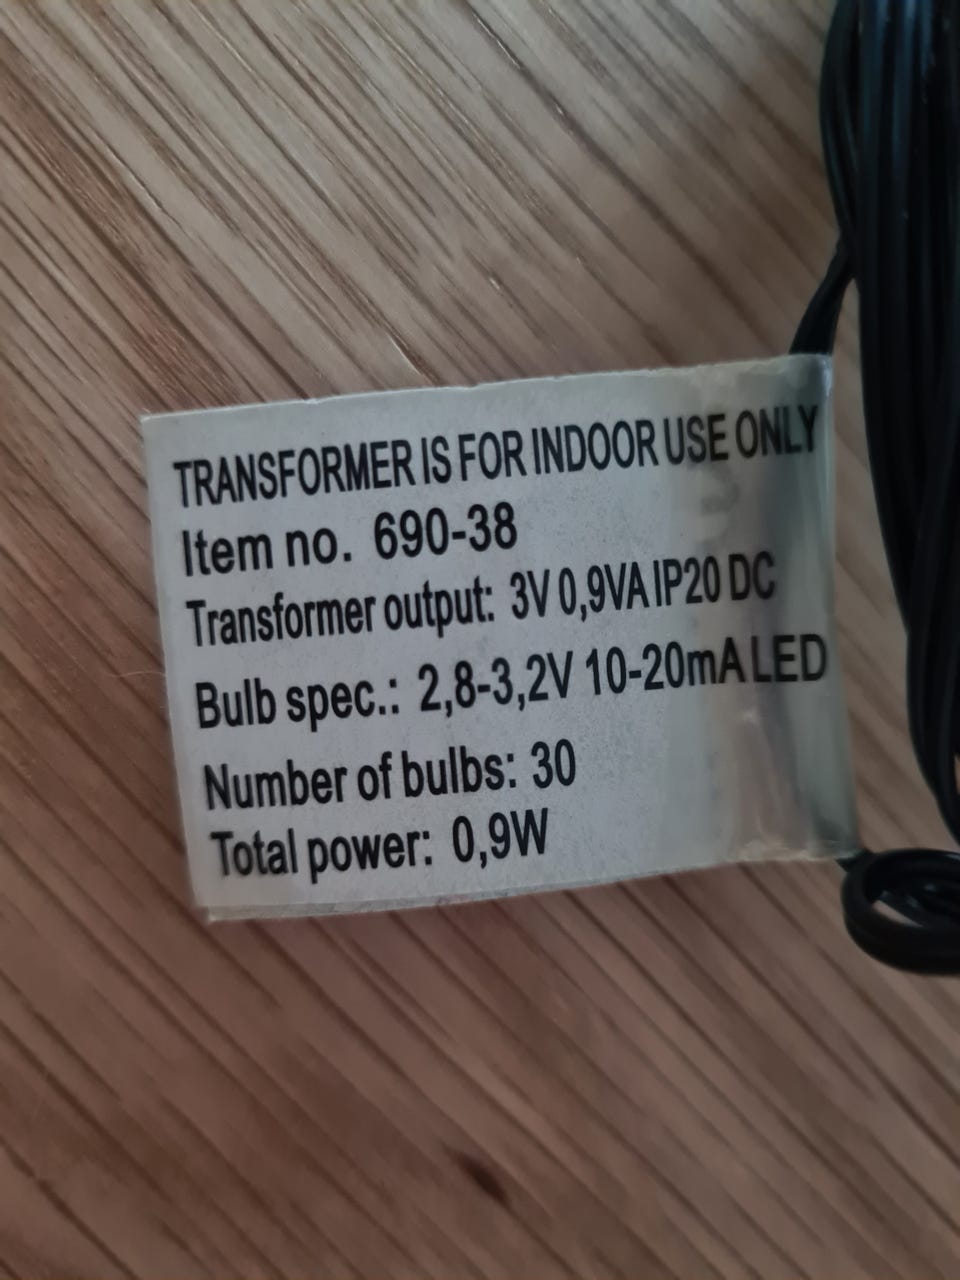 TRANSFORMER IS FOR INDOOR USE ONLY
Item no. 690-38
Transformer output: 3V 0,9VA IP20 DC
Bulb spec.: 2,8-3,2V 10-20mA LED
Number of bulbs: 30
Total power: 0,9W